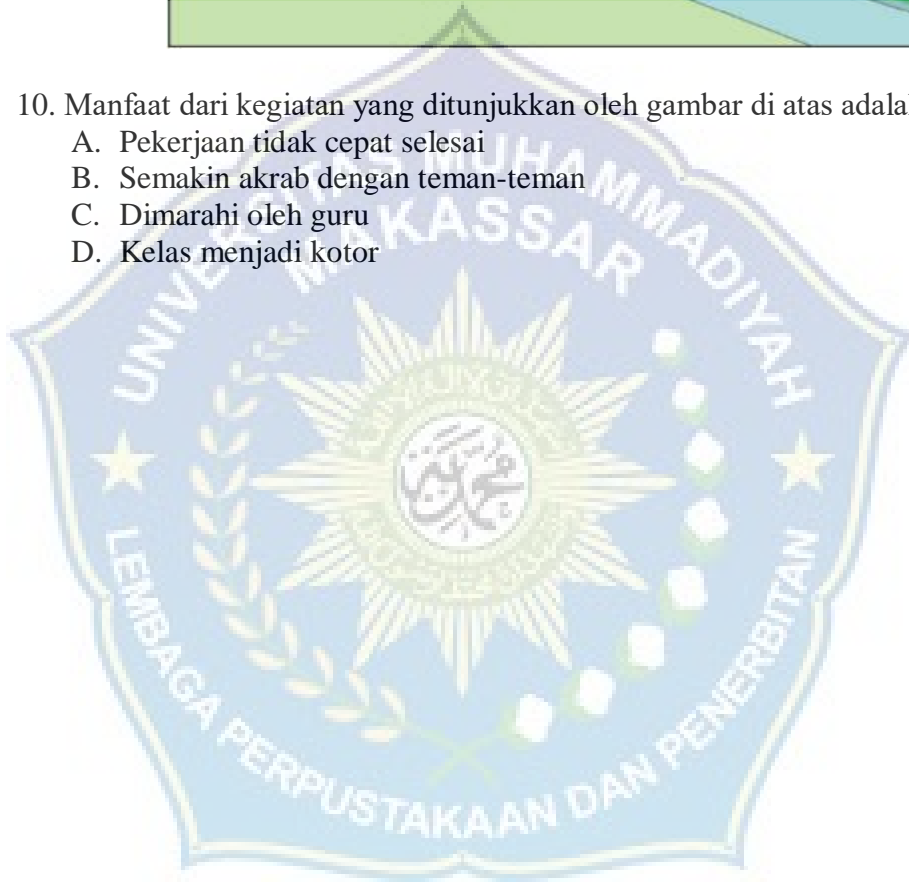 10. Manfaat dari kegiatan yang ditunjukkan oleh gambar di atas adala
A. Pekerjaan tidak cepat selesai
B. Semakin akrab dengan teman-teman
C. Dimarahi oleh guru
D. Kelas menjadi kotor
UNIVERSITAS MUHAMMADIYAH
MAKASSAR
LEMBAGA PERPUSTAKAAN DAN PENERBITAN